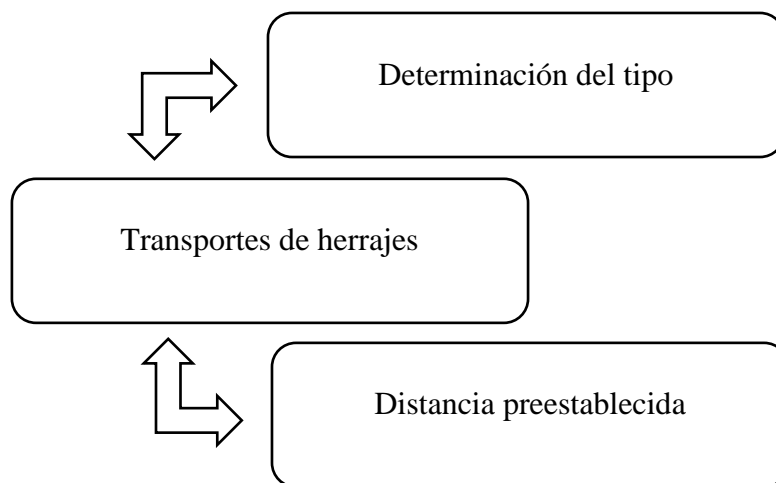 Determinación del tipo
Transportes de herrajes
Distancia preestablecida